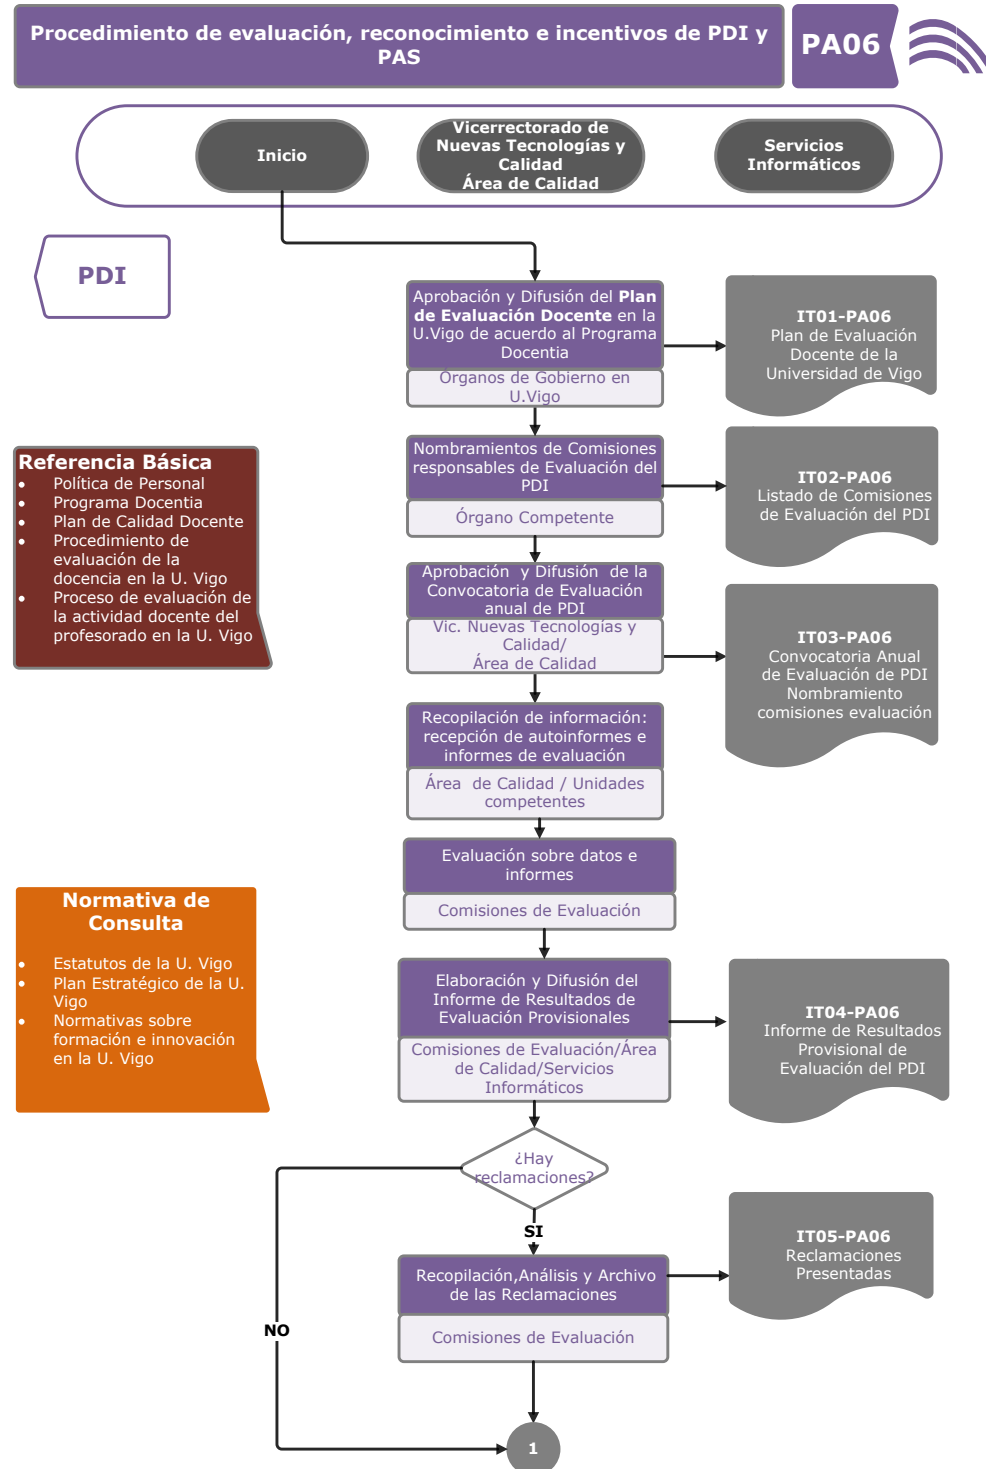 Procedimiento de evaluación, reconocimiento e incentivos de PDI y
PAS
PA06
Inicio
Vicerrectorado de
Nuevas Tecnologías y
Calidad
Área de Calidad
Servicios
Informáticos
PDI
Aprobación y Difusión del Plan
de Evaluación Docente en la
U.Vigo de acuerdo al Programa
Docentia
Órganos de Gobierno en
U.Vigo
IT01-PA06
Plan de Evaluación
Docente de la
Universidad de Vigo
Nombramientos de Comisiones
responsables de Evaluación del
PDI
Órgano Competente
IT02-PA06
Listado de Comisiones
de Evaluación del PDI
Referencia Básica
• Política de Personal
• Programa Docentia
• Plan de Calidad Docente
• Procedimiento de
evaluación de la
docencia en la U. Vigo
• Proceso de evaluación de
la actividad docente del
profesorado en la U. Vigo
Aprobación y Difusión de la
Convocatoria de Evaluación
anual de PDI
Vic. Nuevas Tecnologías y
Calidad/
Área de Calidad
IT03-PA06
Convocatoria Anual
de Evaluación de PDI
Nombramiento
comisiones evaluación
Recopilación de información:
recepción de autoinformes e
informes de evaluación
Área de Calidad / Unidades
competentes
Evaluación sobre datos e
informes
Comisiones de Evaluación
Normativa de
Consulta
• Estatutos de la U. Vigo
• Plan Estratégico de la U.
Vigo
• Normativas sobre
formación e innovación
en la U. Vigo
Elaboración y Difusión del
Informe de Resultados de
Evaluación Provisionales
Comisiones de Evaluación/Área
de Calidad/Servicios
Informáticos
IT04-PA06
Informe de Resultados
Provisional de
Evaluación del PDI
¿Hay
reclamaciones?
SI
NO
Recopilación,Análisis y Archivo
de las Reclamaciones
Comisiones de Evaluación
IT05-PA06
Reclamaciones
Presentadas
1